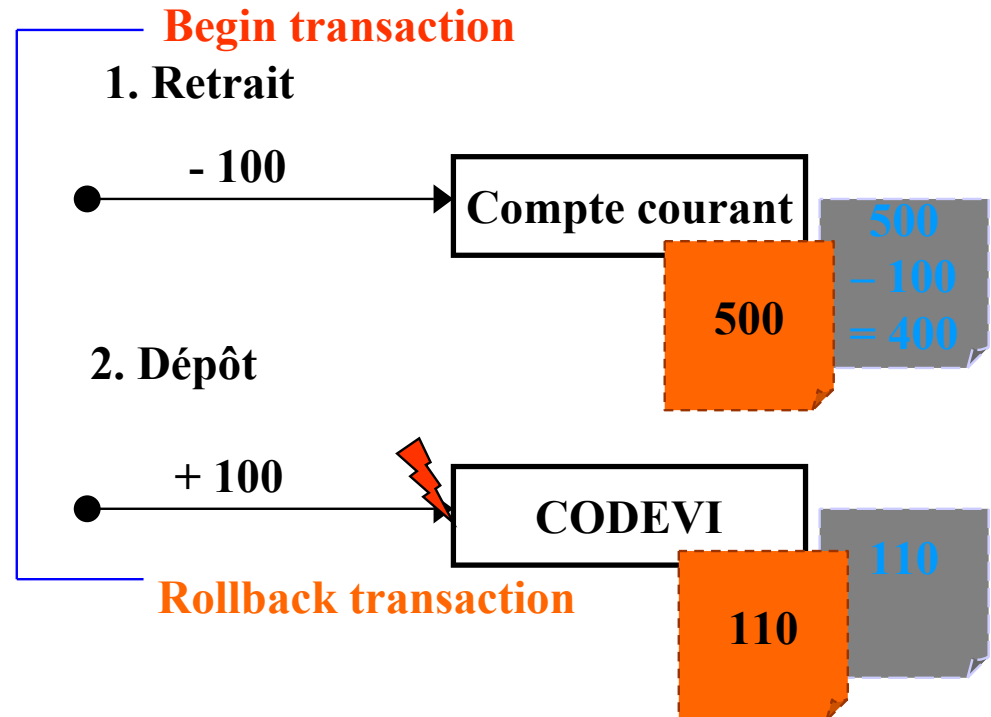 Begin transaction
1. Retrait
- 100
Compte courant
500
– 100
= 400
500
2. Dépôt
+ 100
CODEVI
110
Rollback transaction
110